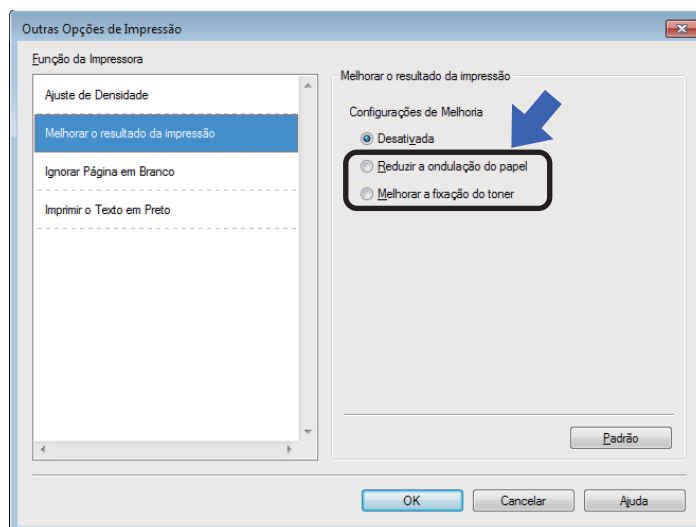 Outras Opções de Impressão
Função da Impressora
Ajuste de Densidade
Melhorar o resultado da impressão
Ignorar Página em Branco
Imprimir o Texto em Preto
Melhorar o resultado da impressão
Configurações de Melhoria
Desativada
Reduzir a ondulação do papel
Melhorar a fixação do toner
Padrão
OK
Cancelar
Ajuda